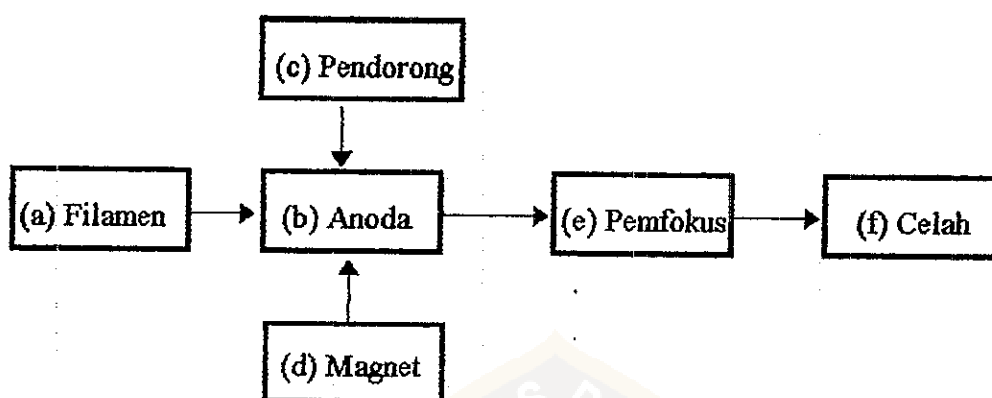 (c) Pendorong
(a) Filamen
(b) Anoda
(e) Pemfokus
(f) Celah
(d) Magnet